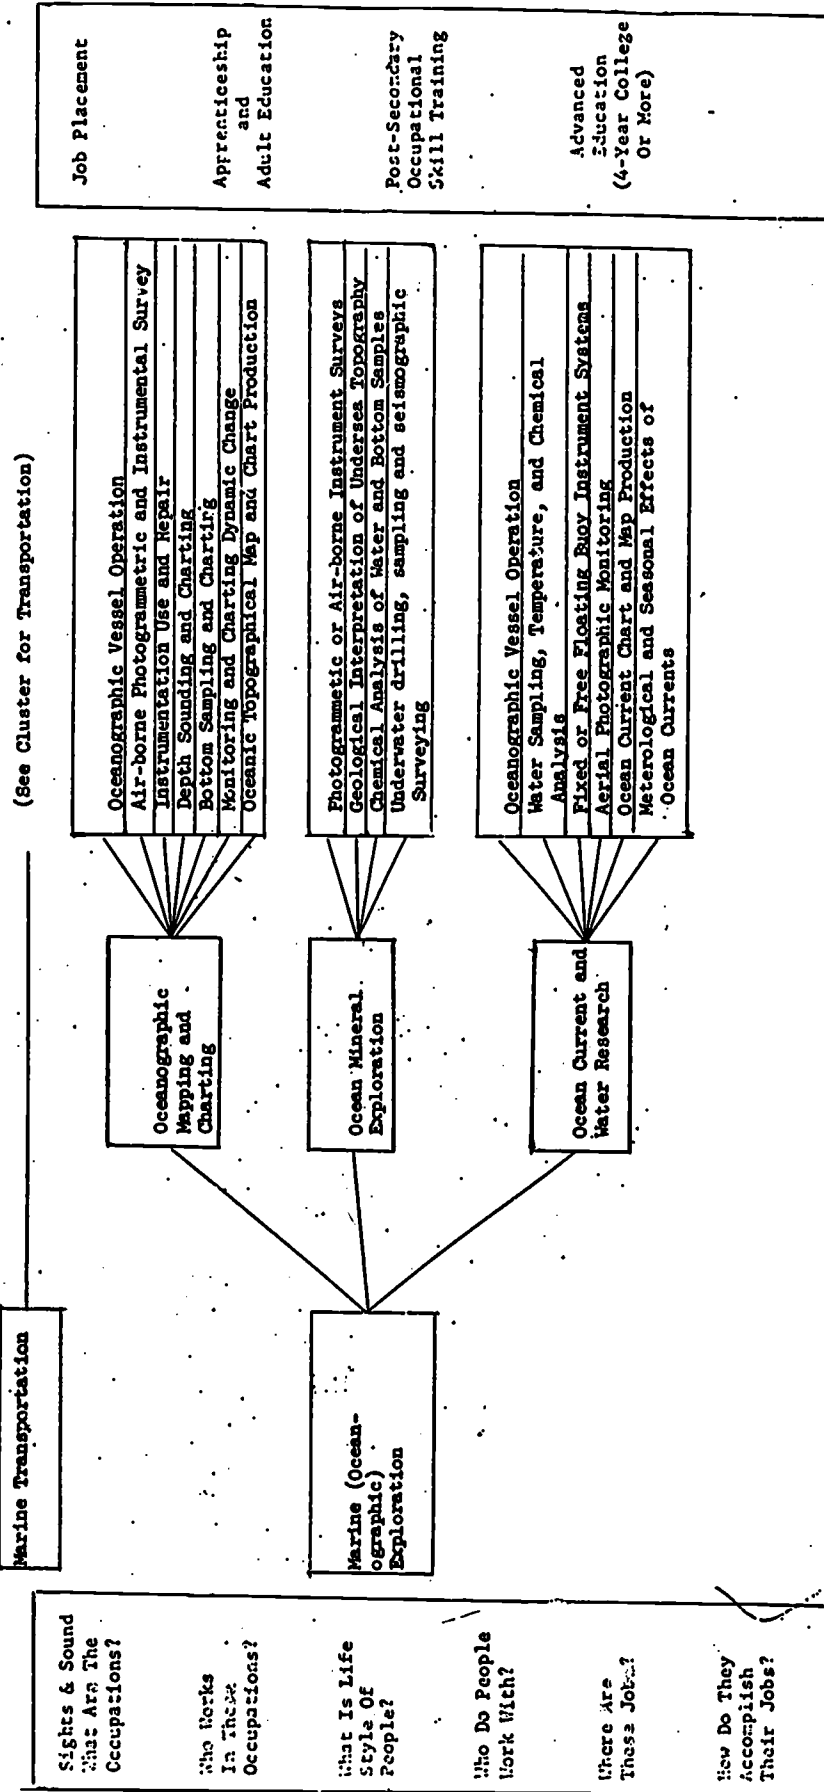 Sights & Sound
What Are The
Occupations?
Who Works
In These
Occupations?
What Is Life
Style Of
People?
Who Do People
Work With?
Where Are
These Jobs?
How Do They
Accomplish
Their Jobs?
Marine Transportation
(See Cluster for Transportation)
Marine (Ocean-
ographic)
Exploration
Oceanographic
Mapping and
Charting
Oceanographic Vessel Operation
Air-borne Photogrammetric and Instrumental Survey
Instrumentation Use and Repair
Depth Sounding and Charting
Bottom Sampling and Charting
Monitoring and Charting Dynamic Change
Oceanic Topographical Map and Chart Production
Ocean Mineral
Exploration
Photogrammetic or Air-borne Instrument Surveys
Geological Interpretation of Undersea Topography
Chemical Analysis of Water and Bottom Samples
Underwater drilling, sampling and seismographic
Surveying
Ocean Current and
Water Research
Oceanographic Vessel Operation
Water Sampling, Temperature, and Chemical
Analysis
Fixed or Free Floating Buoy Instrument Systems
Aerial Photographic Monitoring
Ocean Current Chart and Map Production
Meterological and Seasonal Effects of
Ocean Currents
Job Placement
Apprenticeship
and
Adult Education
Post-Secondary
Occupational
Skill Training
Advanced
Education
(4-Year College
Or More)